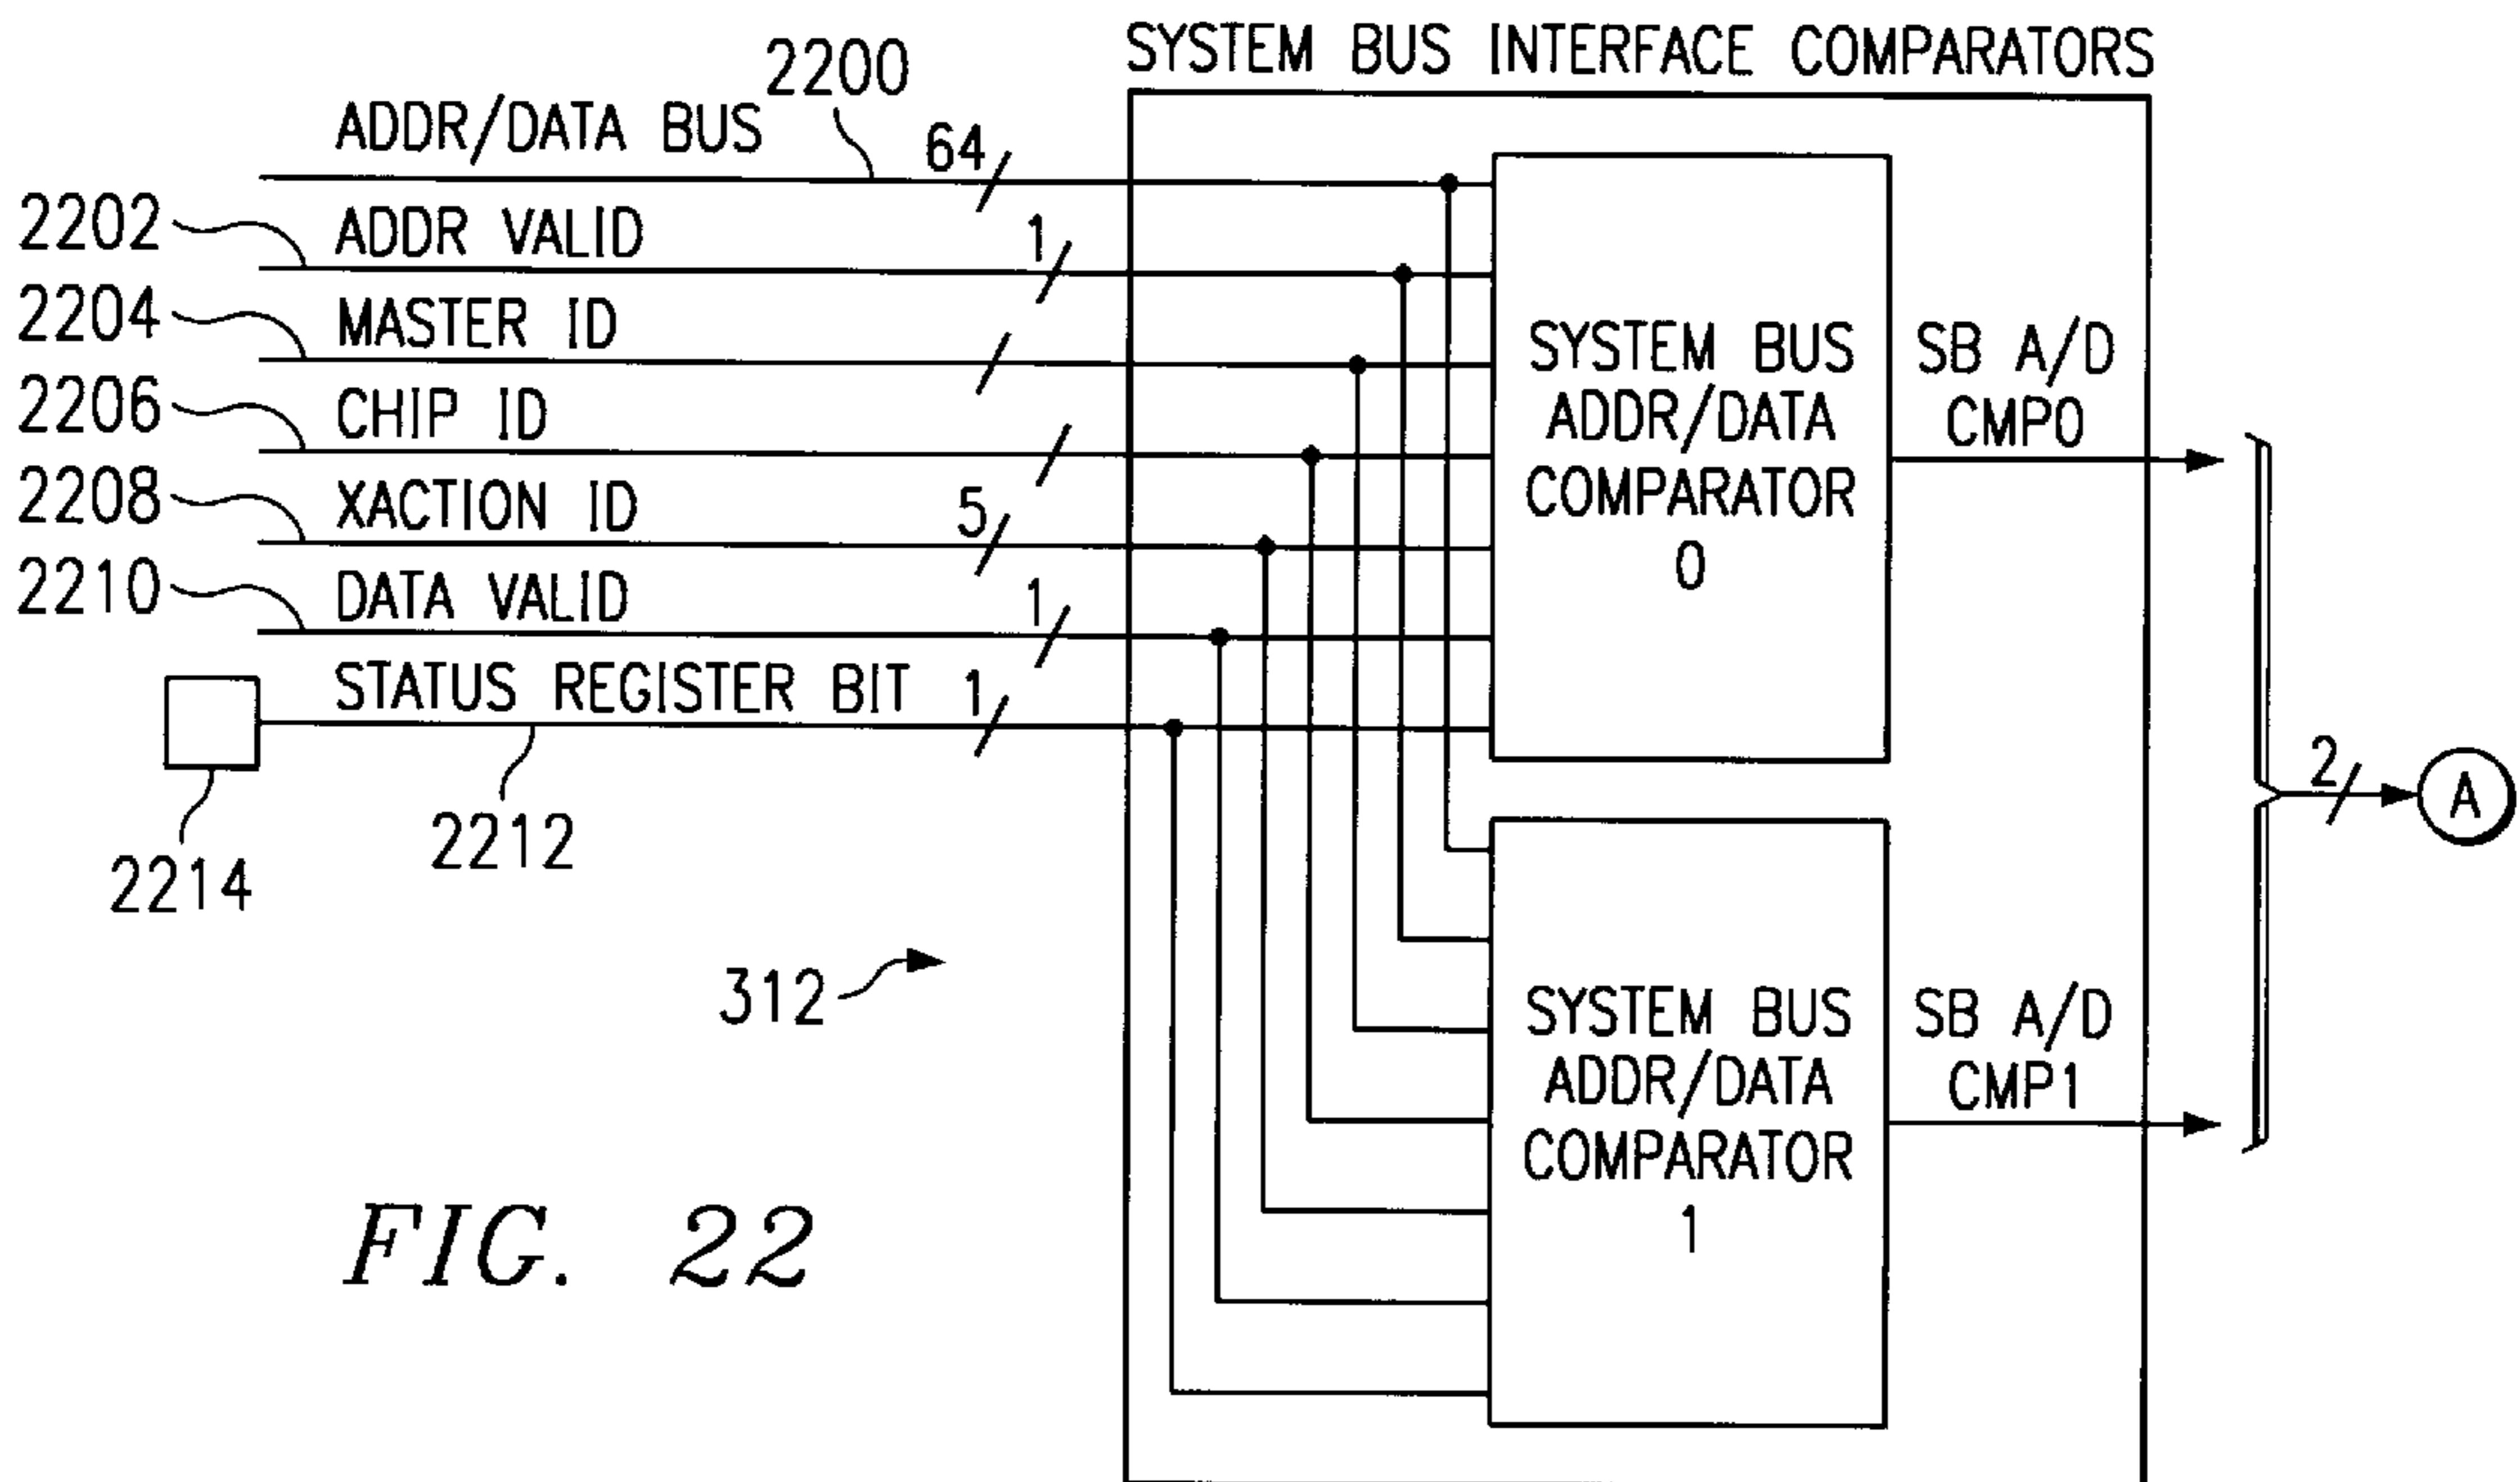 SYSTEM BUS INTERFACE COMPARATORS
2200
ADDR/DATA BUS
64
2202
ADDR VALID
1
2204
MASTER ID
2206
CHIP ID
2208
XACTION ID
5
2210
DATA VALID
1
STATUS REGISTER BIT
1
2214
2212
SYSTEM BUS
ADDR/DATA
COMPARATOR
0
SB A/D
CMP0
SYSTEM BUS
ADDR/DATA
COMPARATOR
1
SB A/D
CMP1
2
A
312
FIG. 22